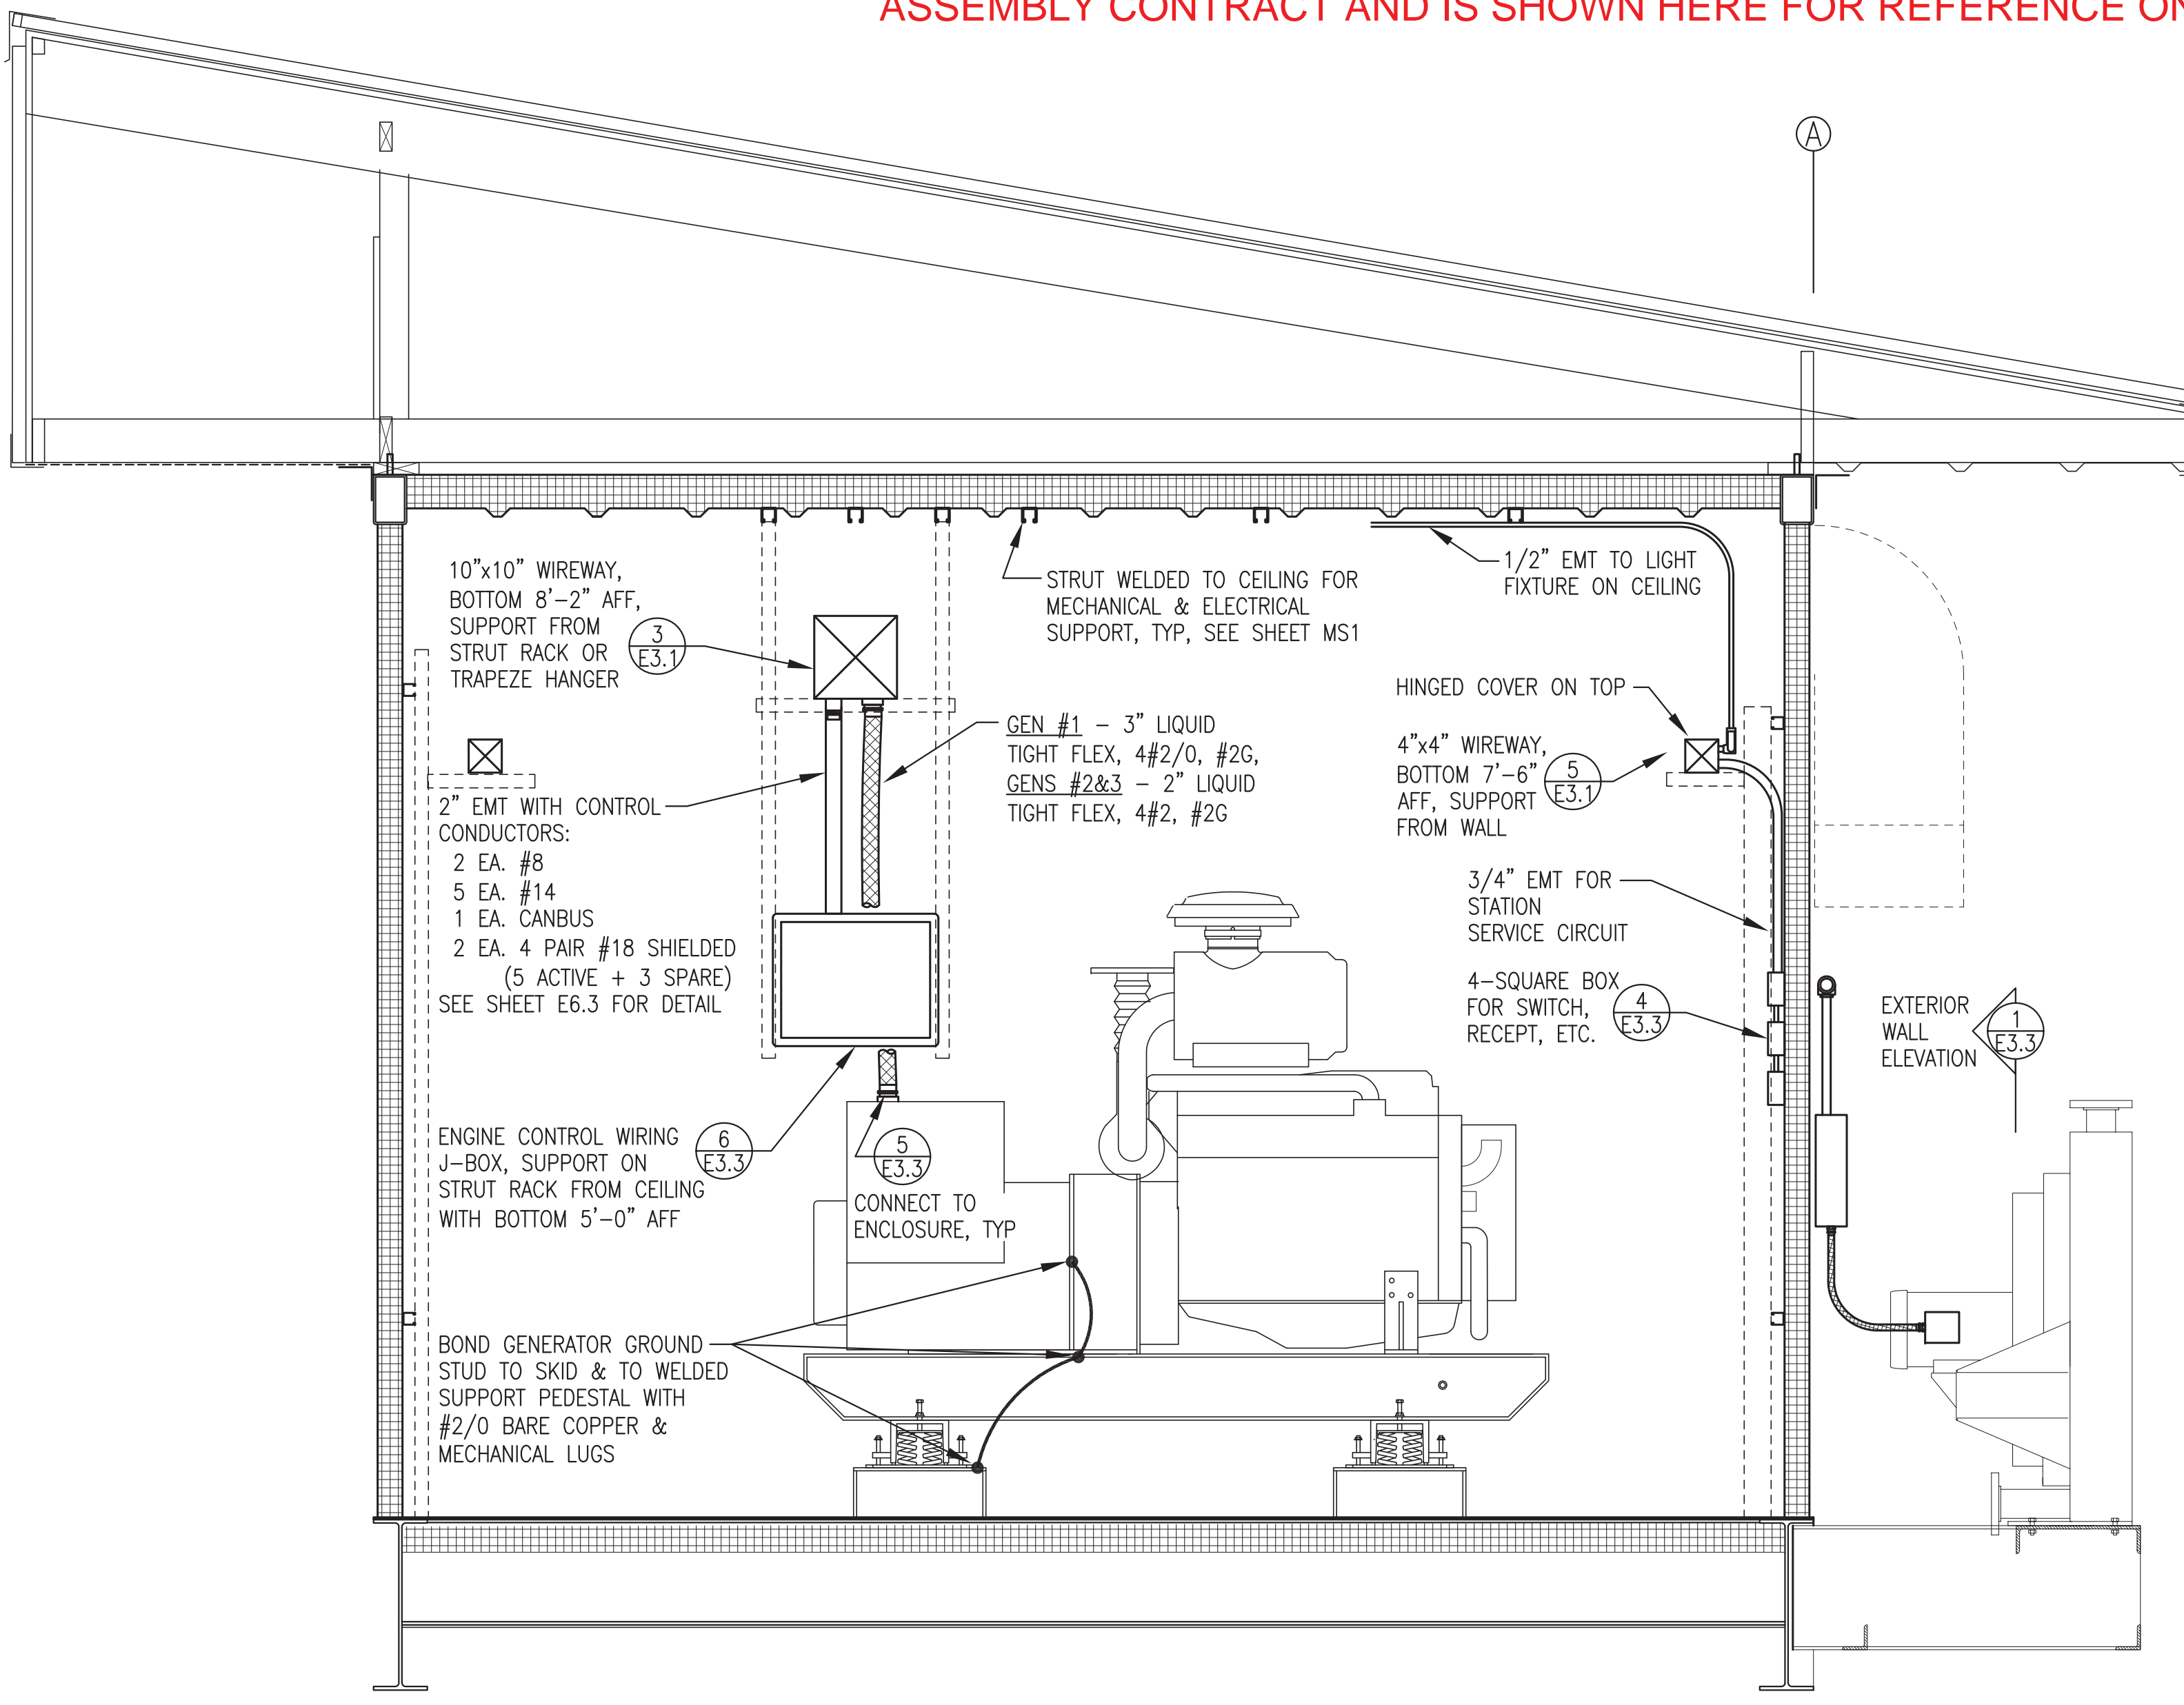 ASSEMBLY CONTRACT AND IS SHOWN HERE FOR REFERENCE
A
10"x10" WIREWAY,
BOTTOM 8'-2" AFF,
SUPPORT FROM
STRUT RACK OR
TRAPEZE HANGER
3
E3.1
STRUT WELDED TO CEILING FOR
MECHANICAL & ELECTRICAL
SUPPORT, TYP, SEE SHEET MS1
1/2" EMT TO LIGHT
FIXTURE ON CEILING
HINGED COVER ON TOP
4"x4" WIREWAY,
BOTTOM 7'-6"
AFF, SUPPORT
FROM WALL
5
E3.1
GEN #1 - 3" LIQUID
TIGHT FLEX, 4#2/0, #2G,
GENS #2&3 - 2" LIQUID
TIGHT FLEX, 4#2, #2G
2" EMT WITH CONTROL
CONDUCTORS:
2 EA. #8
5 EA. #14
1 EA. CANBUS
2 EA. 4 PAIR #18 SHIELDED
(5 ACTIVE + 3 SPARE)
SEE SHEET E6.3 FOR DETAIL
3/4" EMT FOR
STATION
SERVICE CIRCUIT
4-SQUARE BOX
FOR SWITCH,
RECEPT, ETC.
4
E3.3
EXTERIOR
WALL
ELEVATION
1
E3.3
ENGINE CONTROL WIRING
J-BOX, SUPPORT ON
STRUT RACK FROM CEILING
WITH BOTTOM 5'-0" AFF
6
E3.3
5
E3.3
CONNECT TO
ENCLOSURE, TYP
BOND GENERATOR GROUND
STUD TO SKID & TO WELDED
SUPPORT PEDESTAL WITH
#2/0 BARE COPPER &
MECHANICAL LUGS